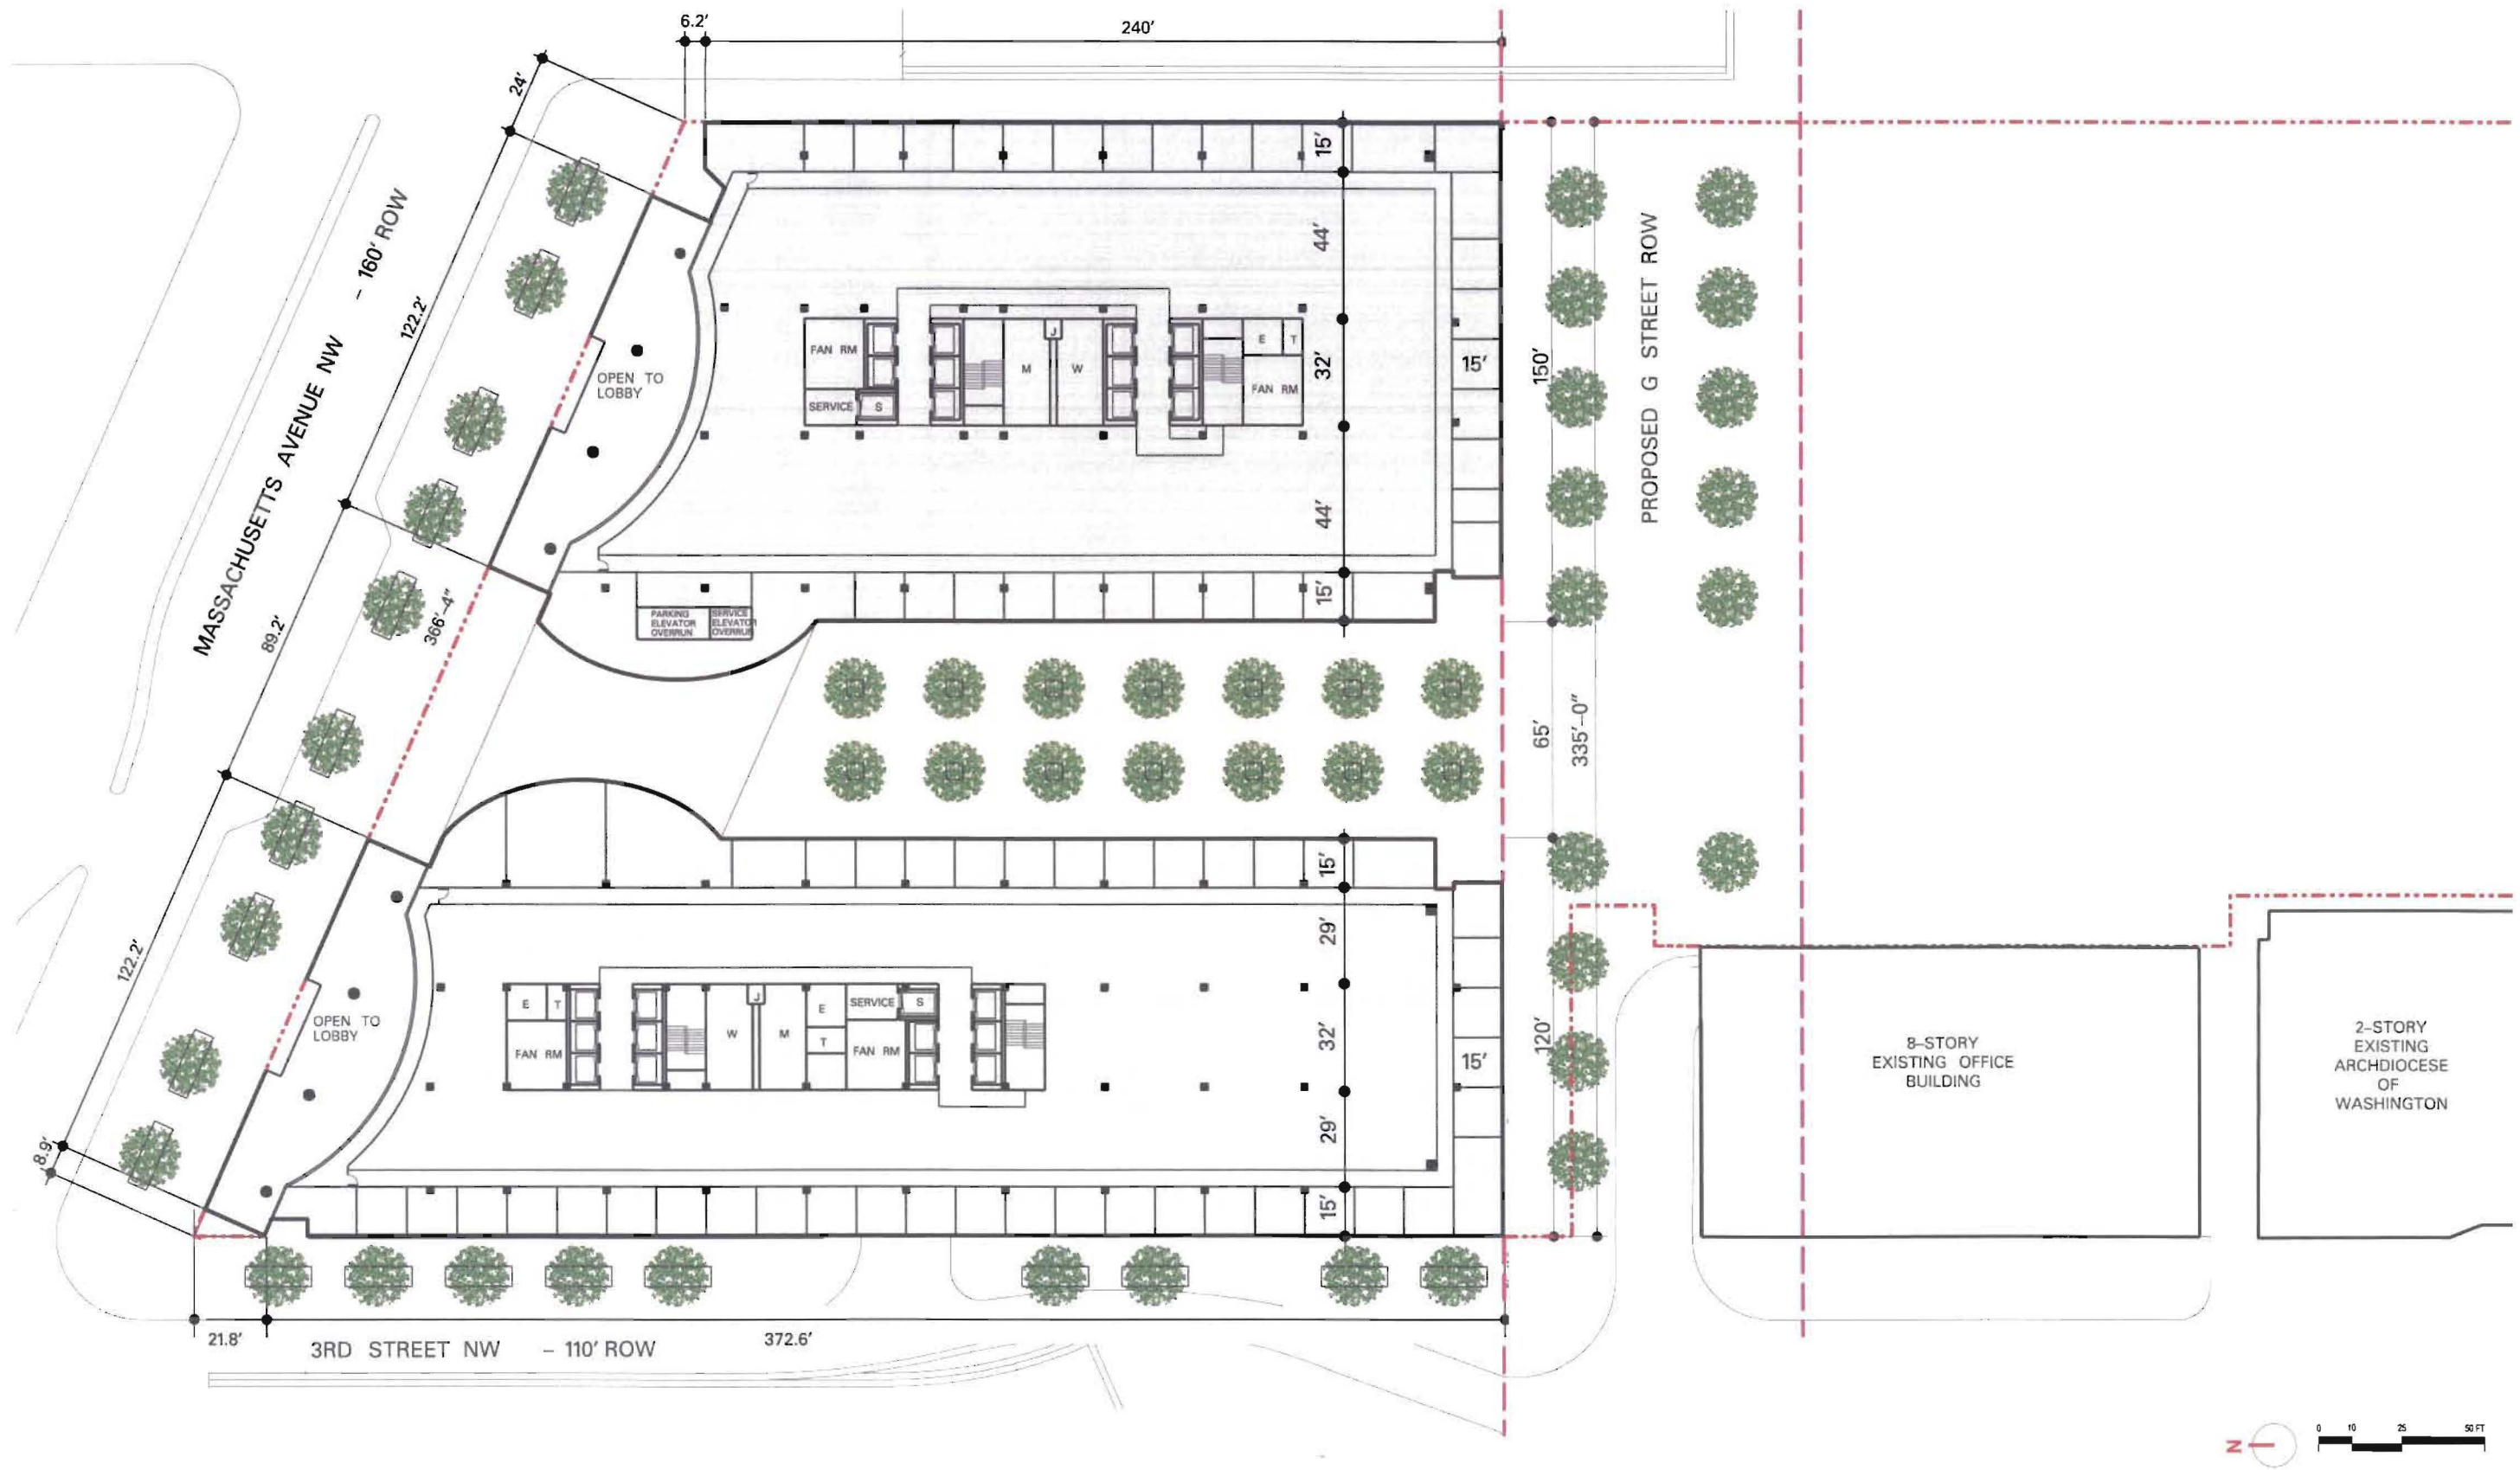 6.2’
240’
24’
122.2’
MASSACHUSETTS AVENUE NW – 160’ ROW
89.2’
366’–4”
122.2’
8.9’
15’
44’
32’
44’
15’
OPEN TO
LOBBY
FAN RM
SERVICE
S
M
J
W
E
T
FAN RM
15’
PARKING
ELEVATOR
OVERRUN
SERVICE
ELEVATOR
OVERRUN
150’
PROPOSED G STREET ROW
65’
335’–0”
120’
15’
29’
32’
29’
15’
OPEN TO
LOBBY
E
T
FAN RM
W
J
M
E
T
SERVICE
S
FAN RM
15’
8–STORY
EXISTING OFFICE
BUILDING
2–STORY
EXISTING
ARCHDIOCESE
OF
WASHINGTON
21.8’
3RD STREET NW – 110’ ROW
372.6’
N
0 10 25 50 FT